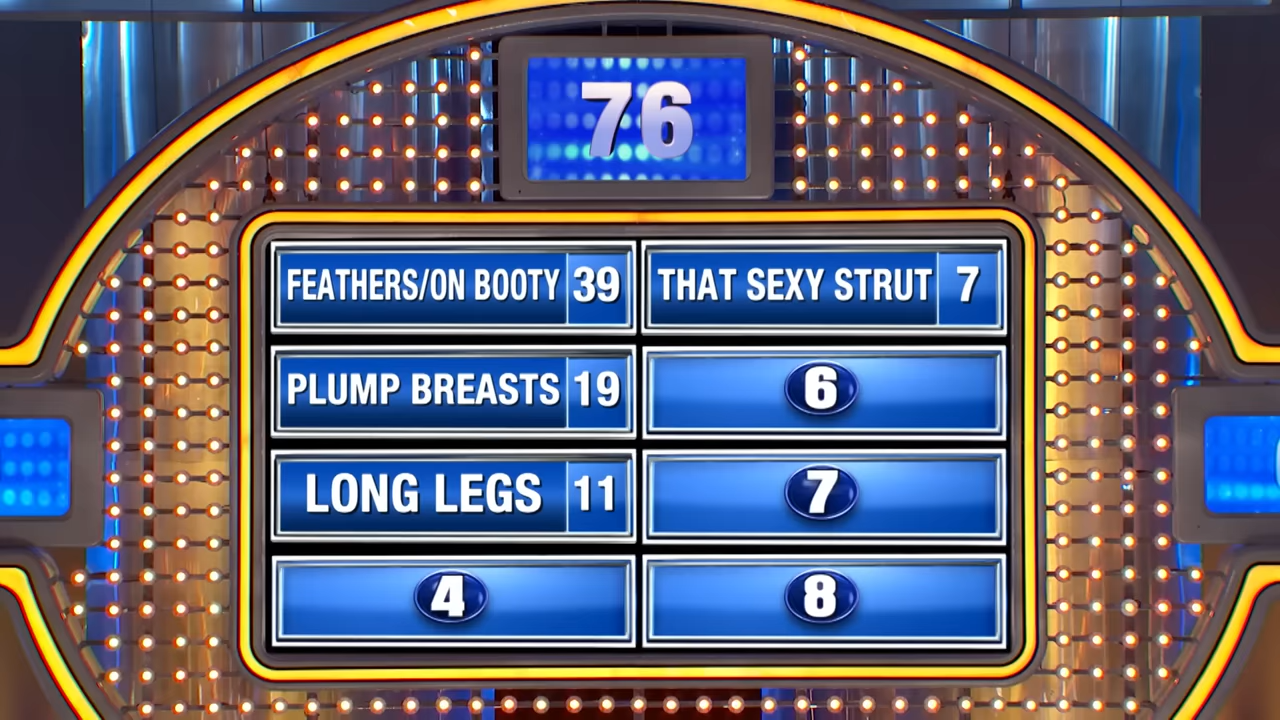 76
FEATHERS/ON BOOTY 39
THAT SEXY STRUT 7
PLUMP BREASTS 19
6
LONG LEGS 11
7
4
8